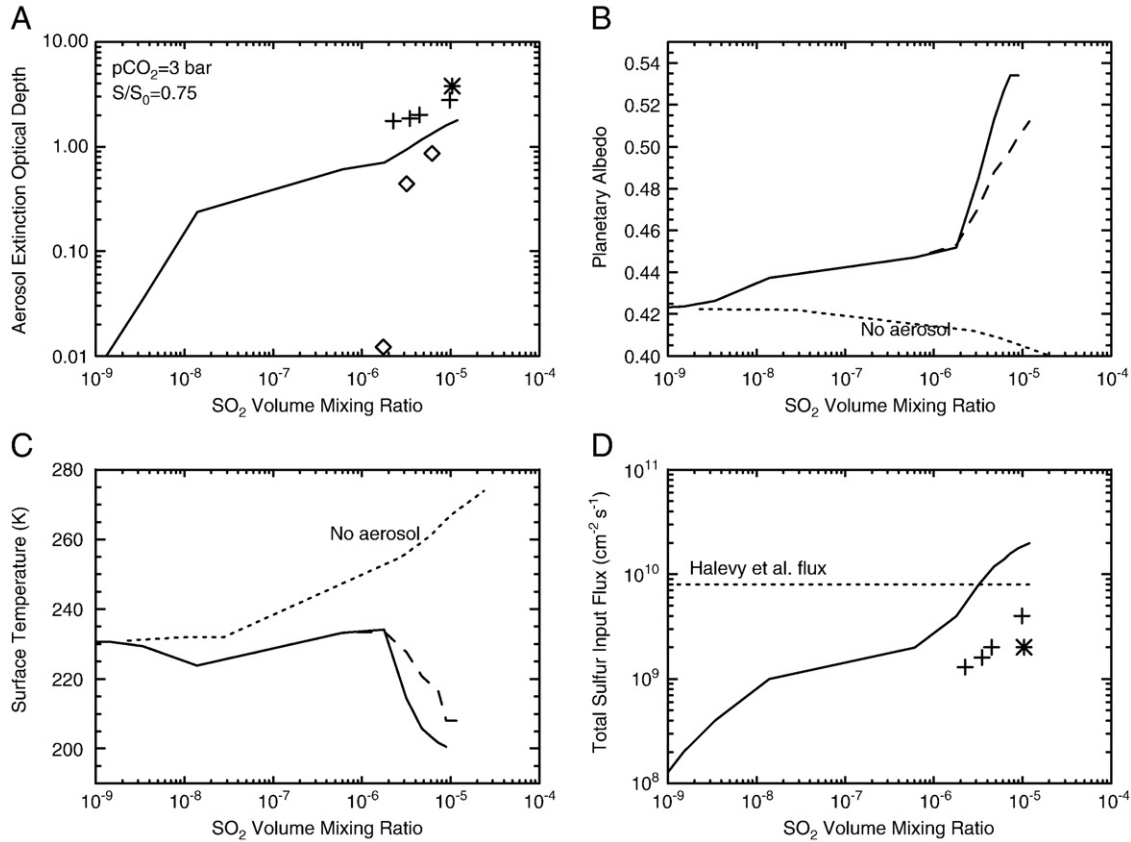 A
10.00
1.00
0.10
0.01
Aerosol Extinction Optical Depth
pCO₂=3 bar
S/S₀=0.75
10⁻⁹ 10⁻⁸ 10⁻⁷ 10⁻⁶ 10⁻⁵ 10⁻⁴
SO₂ Volume Mixing Ratio
B
0.54
0.52
0.50
0.48
0.46
0.44
0.42
0.40
Planetary Albedo
No aerosol
10⁻⁹ 10⁻⁸ 10⁻⁷ 10⁻⁶ 10⁻⁵ 10⁻⁴
SO₂ Volume Mixing Ratio
C
280
260
240
220
200
Surface Temperature (K)
No aerosol
10⁻⁹ 10⁻⁸ 10⁻⁷ 10⁻⁶ 10⁻⁵ 10⁻⁴
SO₂ Volume Mixing Ratio
D
10¹¹
10¹⁰
10⁹
10⁸
Total Sulfur Input Flux (cm⁻² s⁻¹)
Halevy et al. flux
10⁻⁹ 10⁻⁸ 10⁻⁷ 10⁻⁶ 10⁻⁵ 10⁻⁴
SO₂ Volume Mixing Ratio